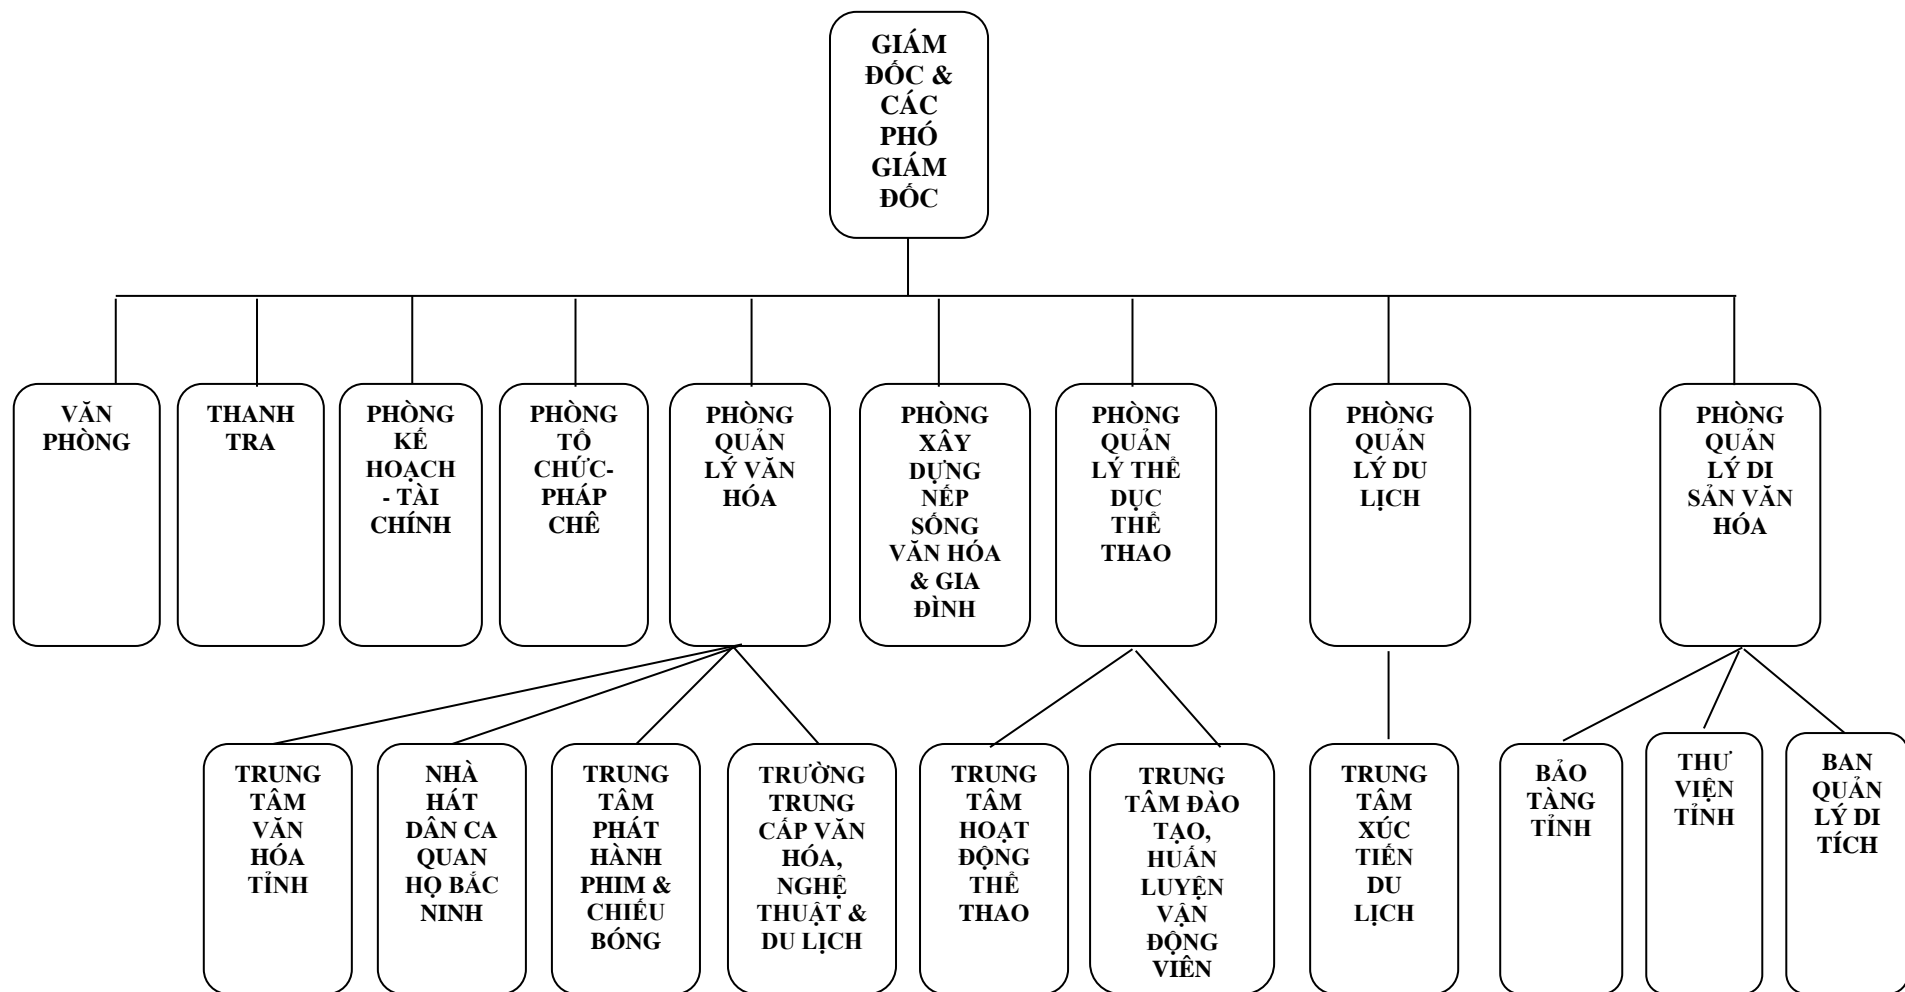 GIÁM
ĐỐC &
CÁC
PHÓ
GIÁM
ĐỐC
VĂN
PHÒNG
THANH
TRA
PHÒNG
KẾ
HOẠCH
- TÀI
CHÍNH
PHÒNG
TỔ
CHỨC-
PHÁP
CHÊ
PHÒNG
QUẢN
LÝ VĂN
HÓA
PHÒNG
XÂY
DỰNG
NẾP
SỐNG
VĂN HÓA
& GIA
ĐÌNH
PHÒNG
QUẢN
LÝ THỂ
DỤC
THỂ
THAO
PHÒNG
QUẢN
LÝ DU
LỊCH
PHÒNG
QUẢN
LÝ DI
SẢN VĂN
HÓA
TRUNG
TÂM
VĂN
HÓA
TỈNH
NHÀ
HÁT
DÂN CA
QUAN
HỌ BẮC
NINH
TRUNG
TÂM
PHÁT
HÀNH
PHIM &
CHIẾU
BÓNG
TRƯỜNG
TRUNG
CẤP VĂN
HÓA,
NGHỆ
THUẬT &
DU LỊCH
TRUNG
TÂM
HOẠT
ĐỘNG
THỂ
THAO
TRUNG
TÂM ĐÀO
TẠO,
HUẤN
LUYỆN
VẬN
ĐỘNG
VIÊN
TRUNG
TÂM
XÚC
TIẾN
DU
LỊCH
BẢO
TÀNG
TỈNH
THƯ
VIỆN
TỈNH
BAN
QUẢN
LÝ DI
TÍCH